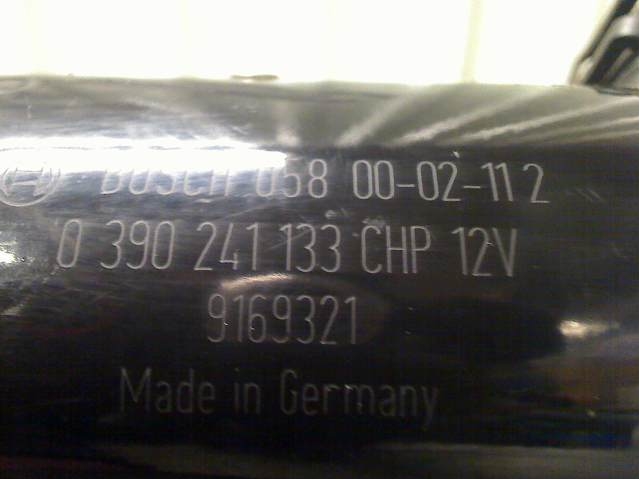 BOSCH 058 00-02-11 2
0 390 241 133 CHP 12V
9169321
Made in Germany